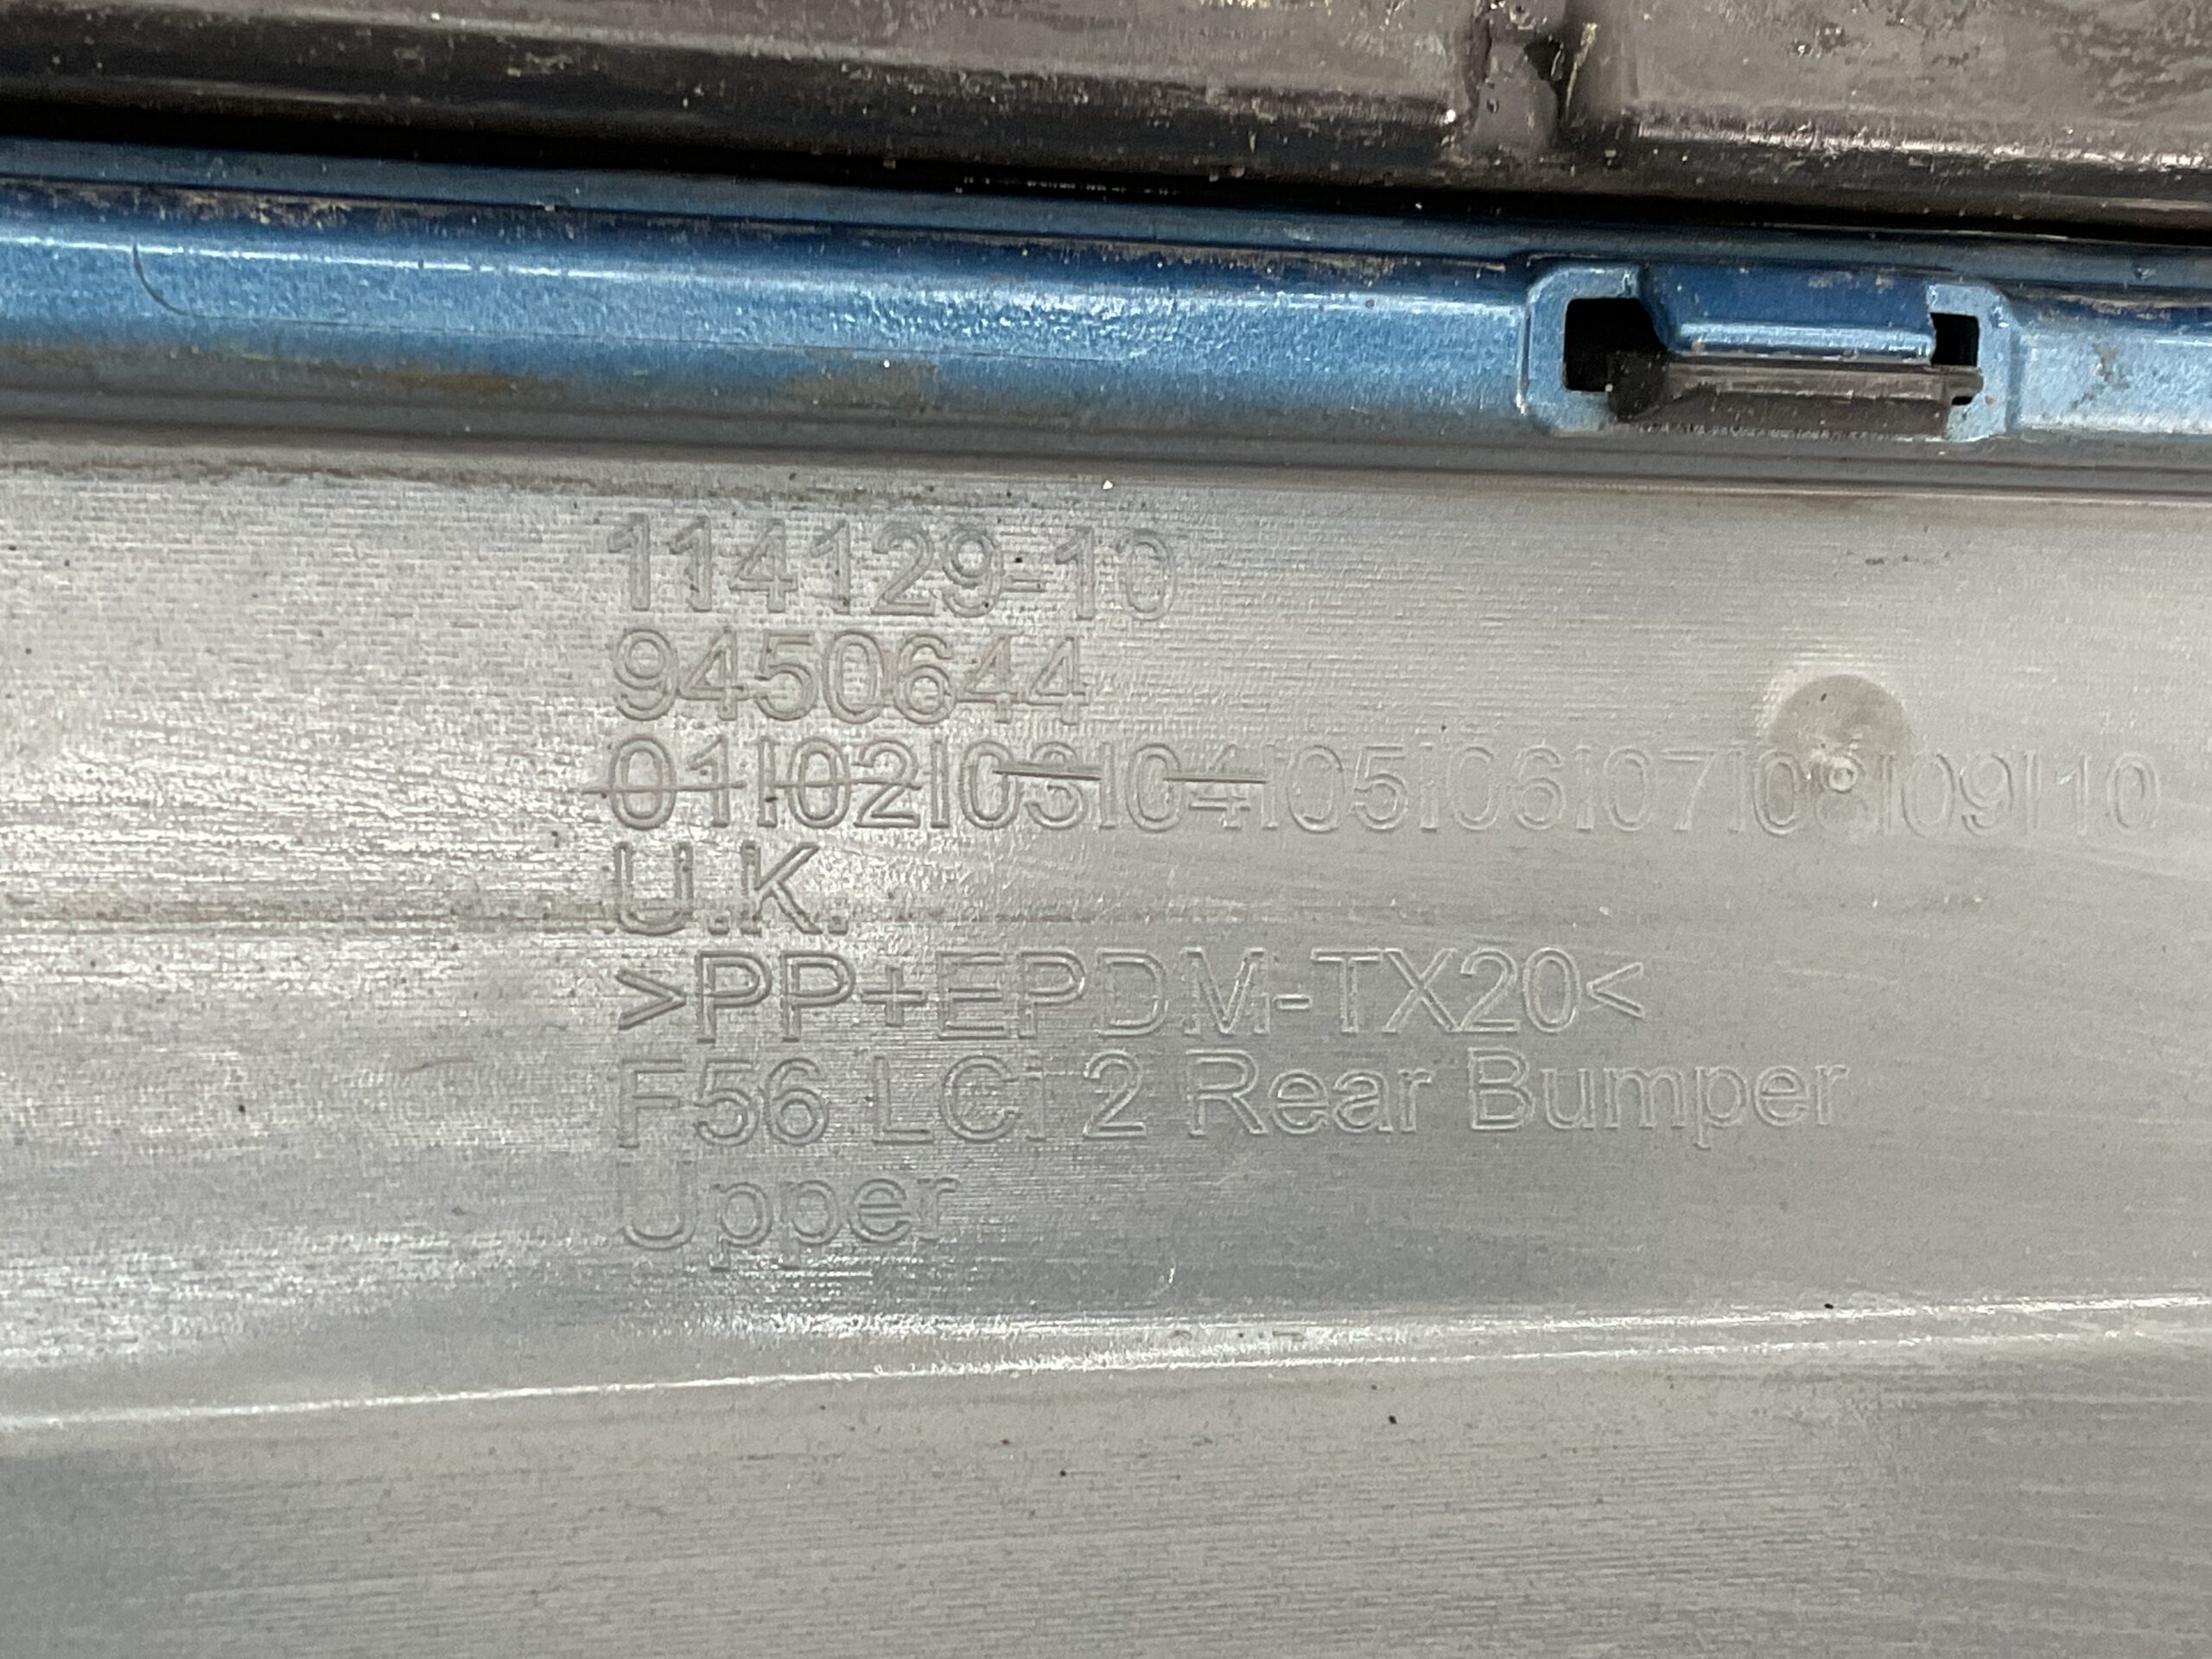 114129-10
9450644
01|02|03|04|05|06|07|08|09|10
U.K.
>PP+EPDM-TX20<
F56 LCi 2 Rear Bumper
Upper